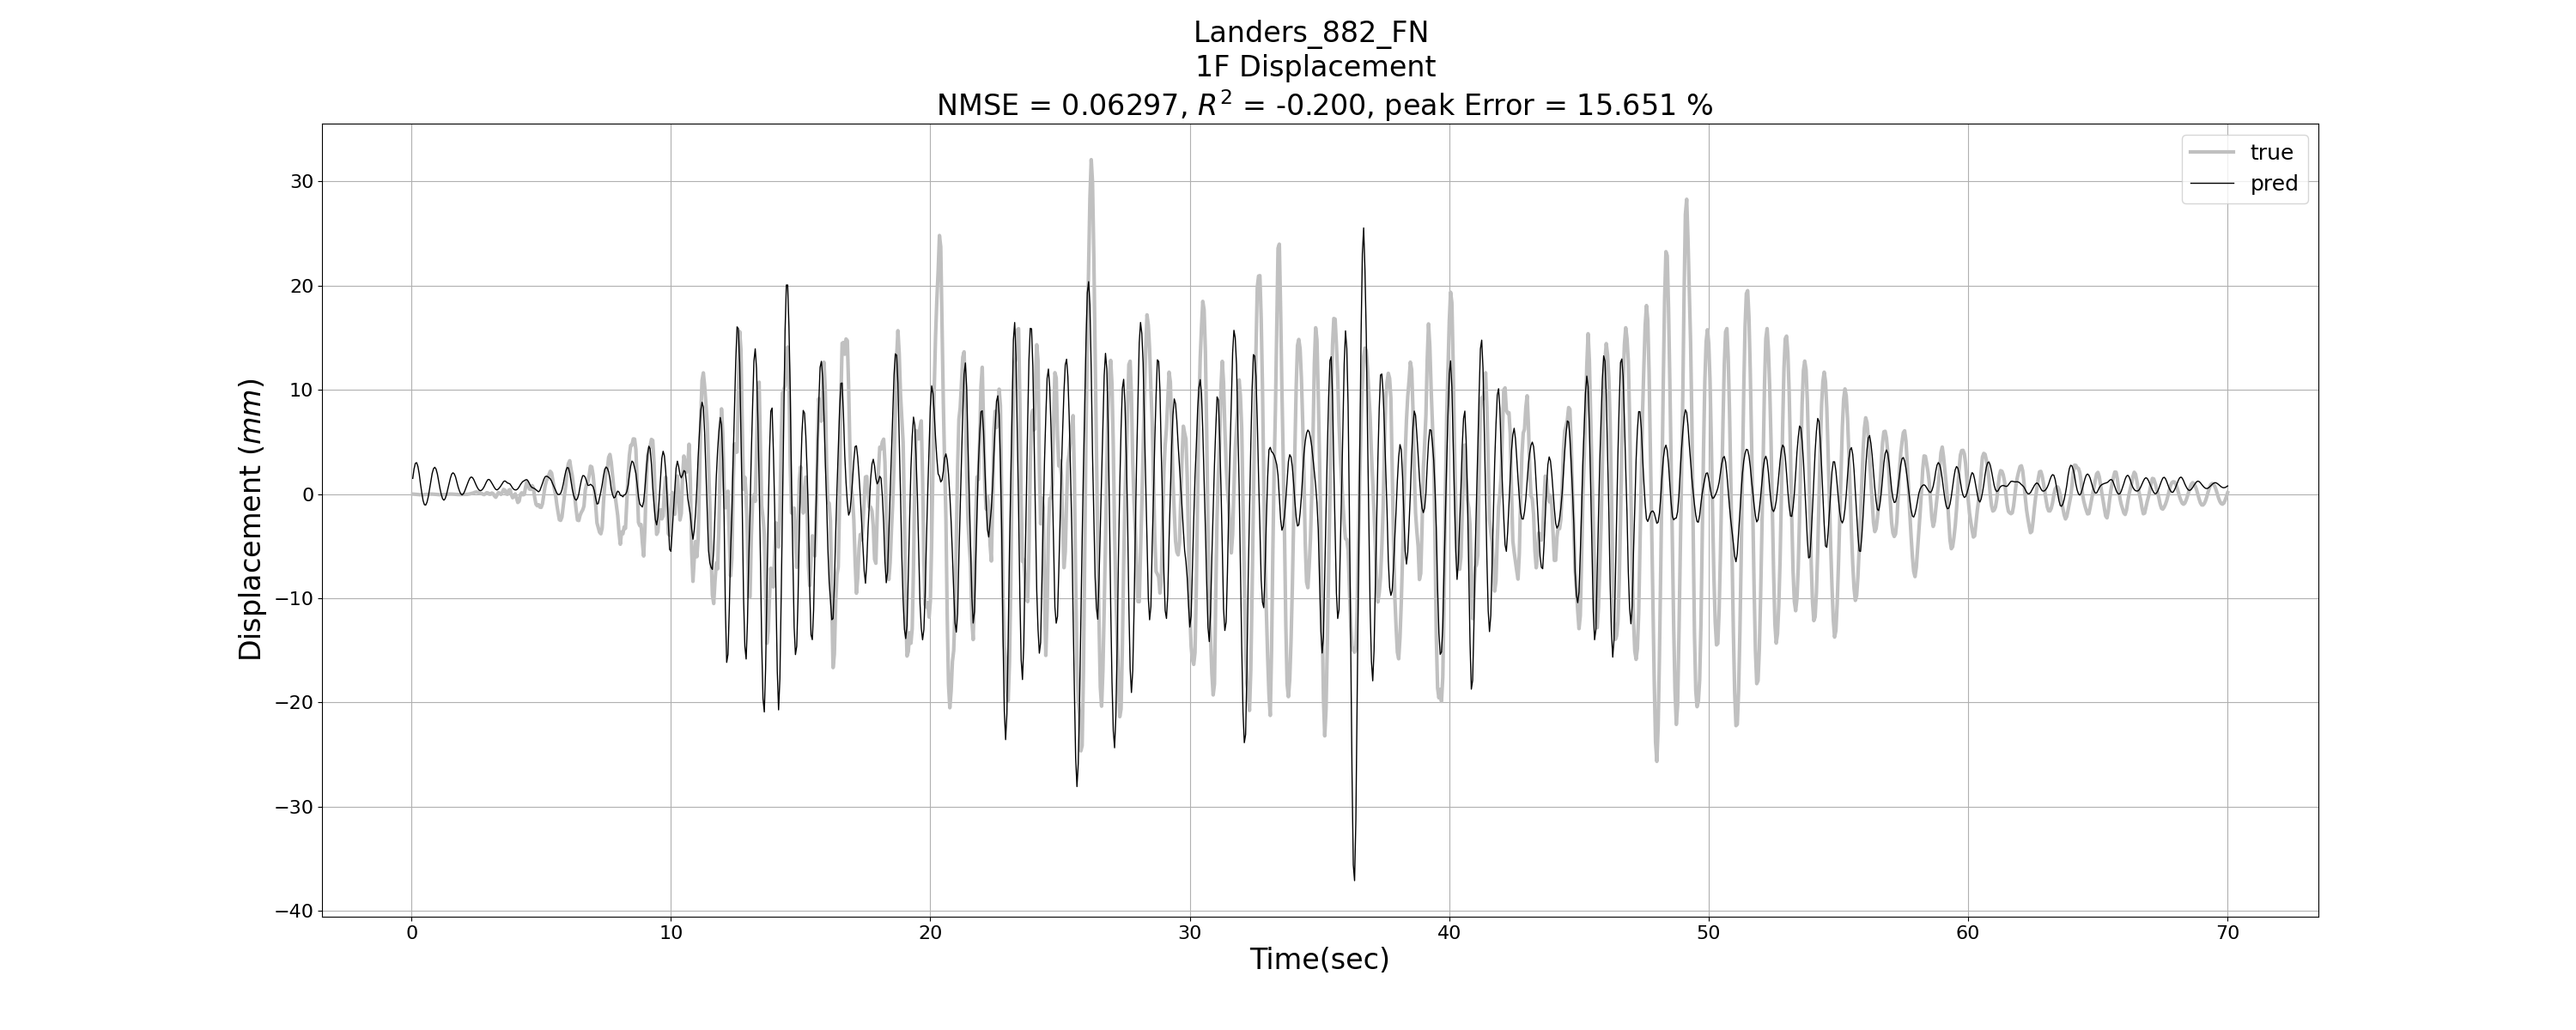 Landers_882_FN
1F Displacement
NMSE = 0.06297, R² = -0.200, peak Error = 15.651 %
true
pred
30
20
10
0
−10
−20
−30
−40
Displacement (mm)
0 10 20 30 40 50 60 70
Time(sec)